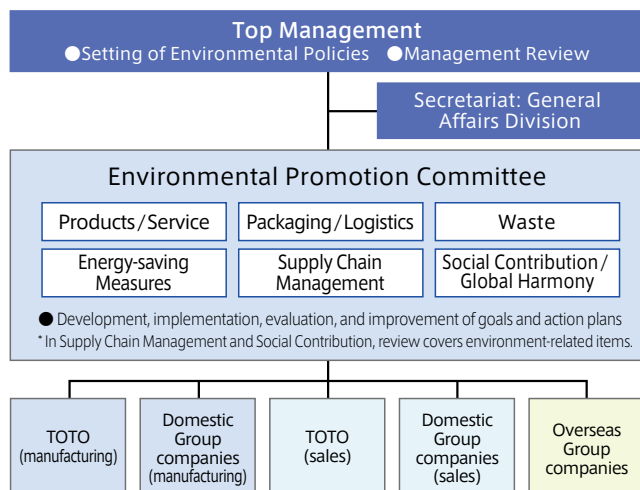 Top Management
●Setting of Environmental Policies ●Management Review
Secretariat: General
Affairs Division
Environmental Promotion Committee
Products/Service
Packaging/Logistics
Waste
Energy-saving
Measures
Supply Chain
Management
Social Contribution/
Global Harmony
● Development, implementation, evaluation, and improvement of goals and action plans
* In Supply Chain Management and Social Contribution, review covers environment-related items.
TOTO
(manufacturing)
Domestic
Group
companies
(manufacturing)
TOTO
(sales)
Domestic
Group
companies
(sales)
Overseas
Group
companies